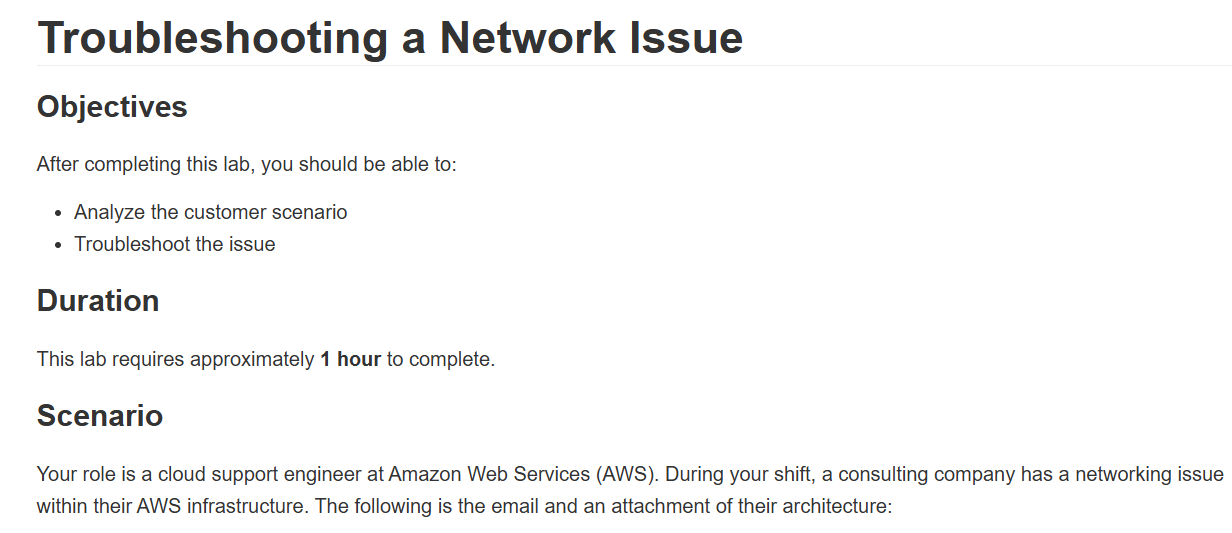 Troubleshooting a Network Issue
Objectives
After completing this lab, you should be able to:
• Analyze the customer scenario
• Troubleshoot the issue
Duration
This lab requires approximately 1 hour to complete.
Scenario
Your role is a cloud support engineer at Amazon Web Services (AWS). During your shift, a consulting company has a networking issue
within their AWS infrastructure. The following is the email and an attachment of their architecture: